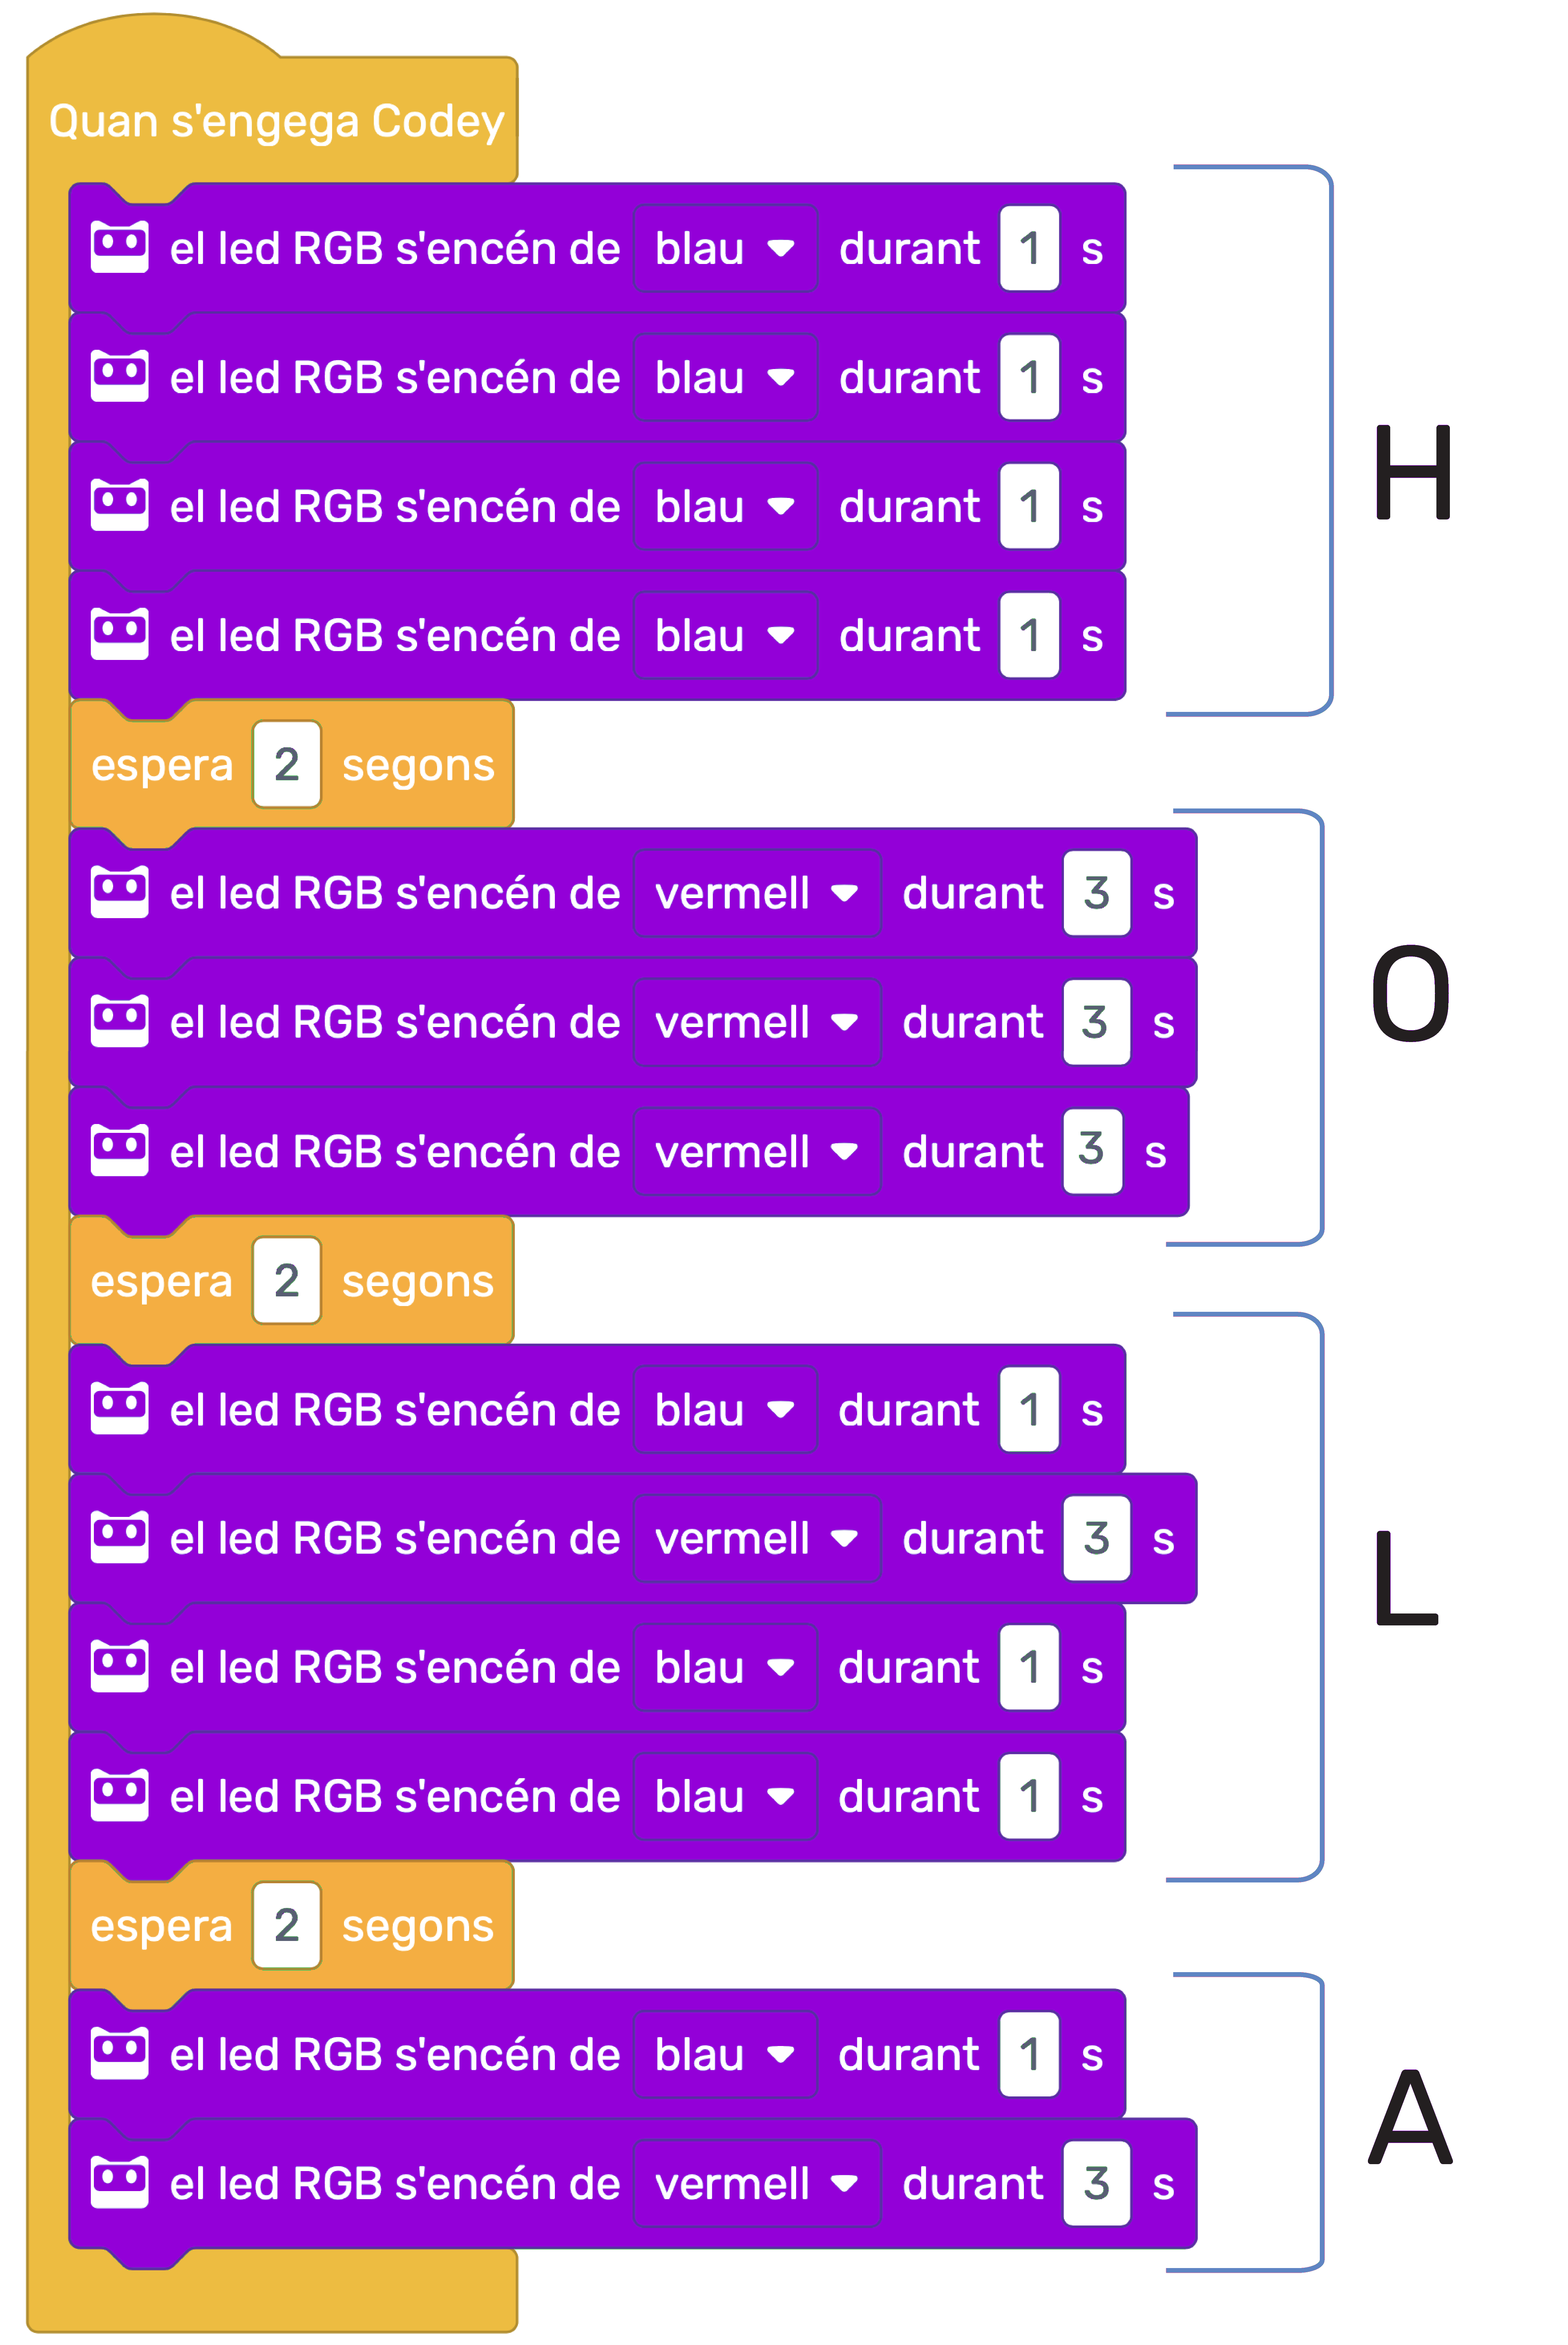 Quan s'engega Codey
el led RGB s'encén de blau durant 1 s
el led RGB s'encén de blau durant 1 s
el led RGB s'encén de blau durant 1 s
el led RGB s'encén de blau durant 1 s
H
espera 2 segons
el led RGB s'encén de vermell durant 3 s
el led RGB s'encén de vermell durant 3 s
el led RGB s'encén de vermell durant 3 s
O
espera 2 segons
el led RGB s'encén de blau durant 1 s
el led RGB s'encén de vermell durant 3 s
el led RGB s'encén de blau durant 1 s
el led RGB s'encén de blau durant 1 s
L
espera 2 segons
el led RGB s'encén de blau durant 1 s
el led RGB s'encén de vermell durant 3 s
A